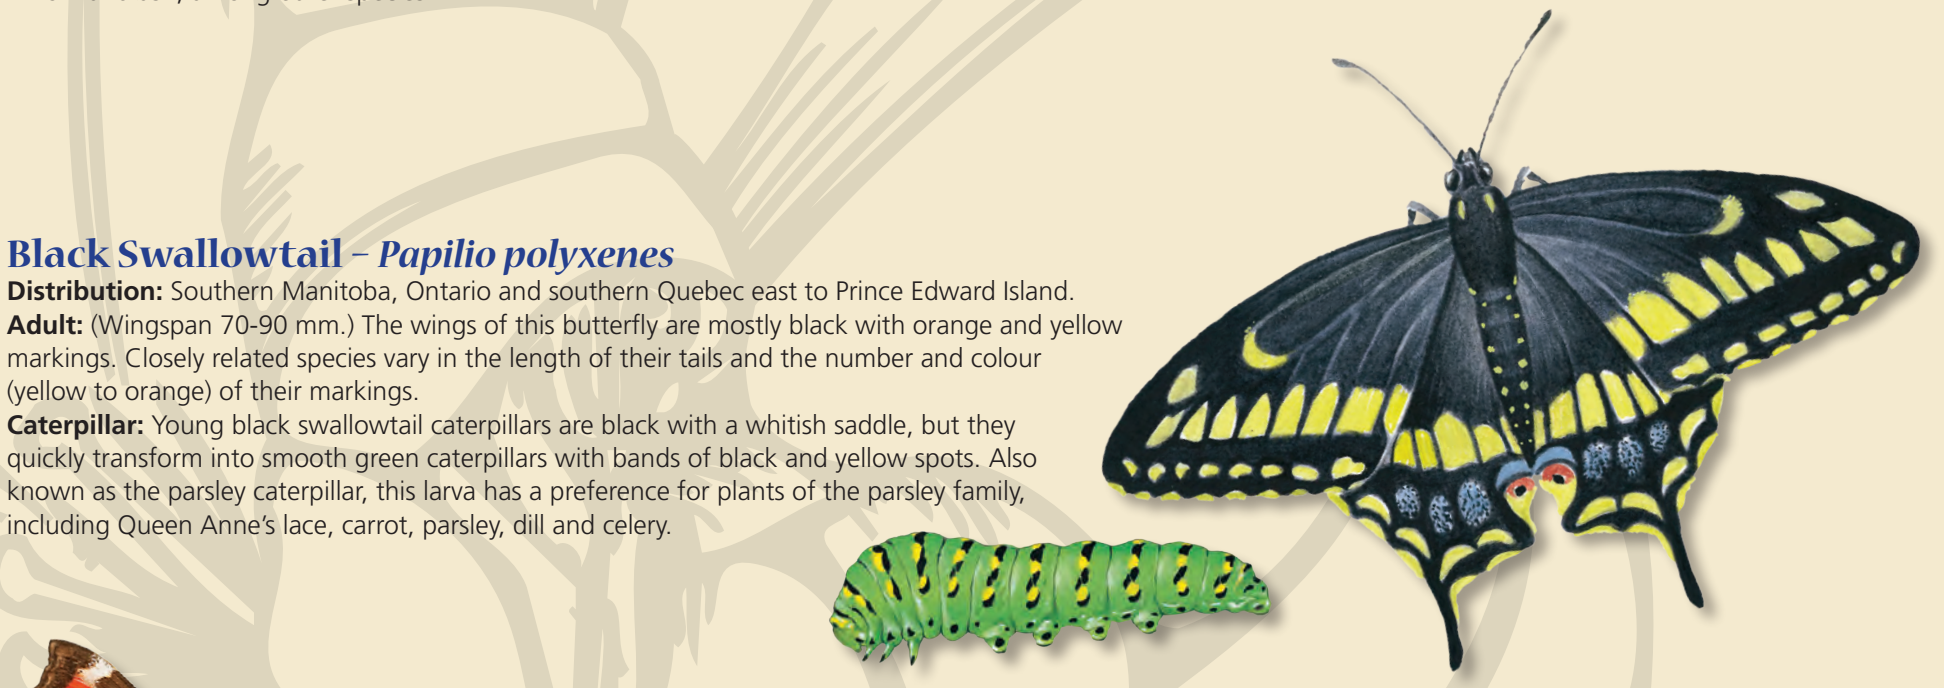 Black Swallowtail – Papilio polyxenes
Distribution: Southern Manitoba, Ontario and southern Quebec east to Prince Edward Island.
Adult: (Wingspan 70-90 mm.) The wings of this butterfly are mostly black with orange and yellow
markings. Closely related species vary in the length of their tails and the number and colour
(yellow to orange) of their markings.
Caterpillar: Young black swallowtail caterpillars are black with a whitish saddle, but they
quickly transform into smooth green caterpillars with bands of black and yellow spots. Also
known as the parsley caterpillar, this larva has a preference for plants of the parsley family,
including Queen Anne’s lace, carrot, parsley, dill and celery.